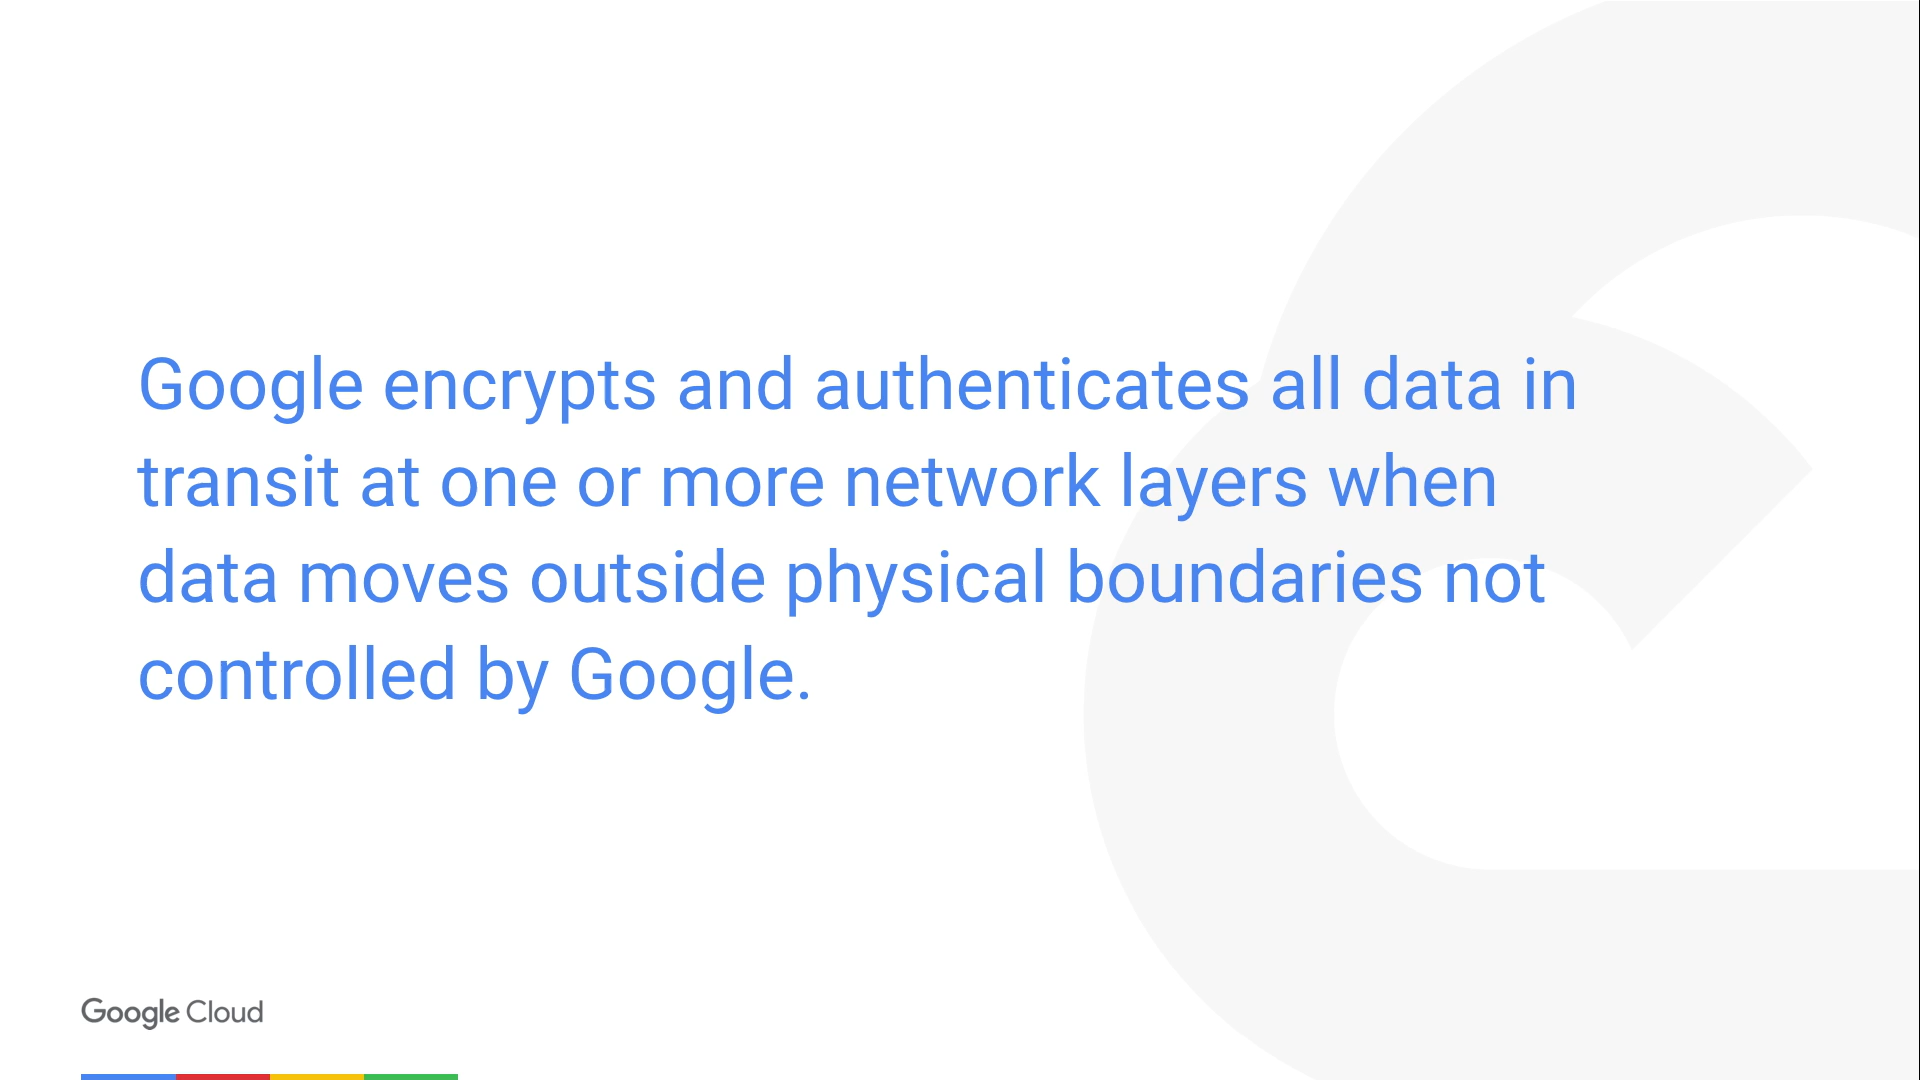 Google encrypts and authenticates all data in
transit at one or more network layers when
data moves outside physical boundaries not
controlled by Google.
Google Cloud